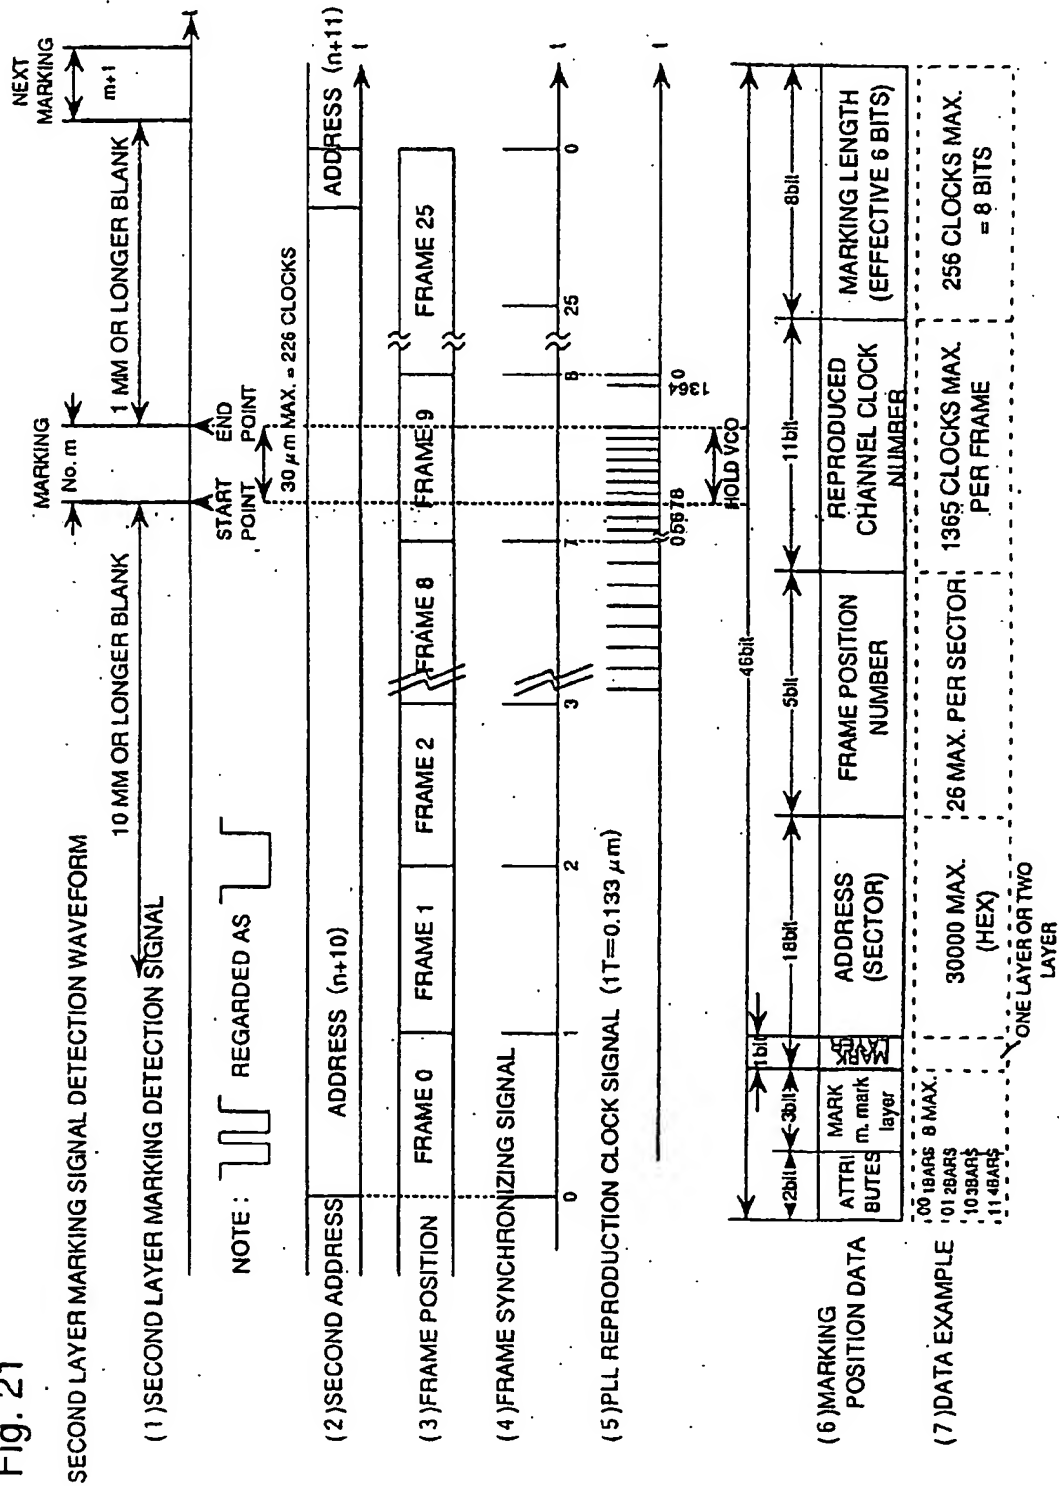 Fig. 21
SECOND LAYER MARKING SIGNAL DETECTION WAVEFORM
(1)SECOND LAYER MARKING DETECTION SIGNAL
10 MM OR LONGER BLANK
MARKING
No. m
1 MM OR LONGER BLANK
NEXT
MARKING
m+1
t
START
POINT
END
POINT
NOTE : REGARDED AS
30 μm MAX. = 226 CLOCKS
(2)SECOND ADDRESS
ADDRESS (n+10)
ADDRESS (n+11)
t
(3)FRAME POSITION
FRAME 0
FRAME 1
FRAME 2
FRAME 8
FRAME 9
FRAME 25
(4)FRAME SYNCHRONIZING SIGNAL
0
1
2
3
7
8
25
0
t
(5)PLL REPRODUCTION CLOCK SIGNAL (1T=0.133 μm)
05678
1364
0
t
HOLD VCO
46bit
2bit
3bit
1bit
18bit
5bit
11bit
8bit
(6)MARKING
POSITION DATA
ATTRI
BUTES
MARK
m. mark
layer
MARK
LAYER
ADDRESS
(SECTOR)
FRAME POSITION
NUMBER
REPRODUCED
CHANNEL CLOCK
NUMBER
MARKING LENGTH
(EFFECTIVE 6 BITS)
(7)DATA EXAMPLE
00 1BARS
01 2BARS
10 3BARS
11 4BARS
8 MAX.
30000 MAX.
(HEX)
26 MAX. PER SECTOR
1365 CLOCKS MAX.
PER FRAME
256 CLOCKS MAX.
= 8 BITS
ONE LAYER OR TWO
LAYER